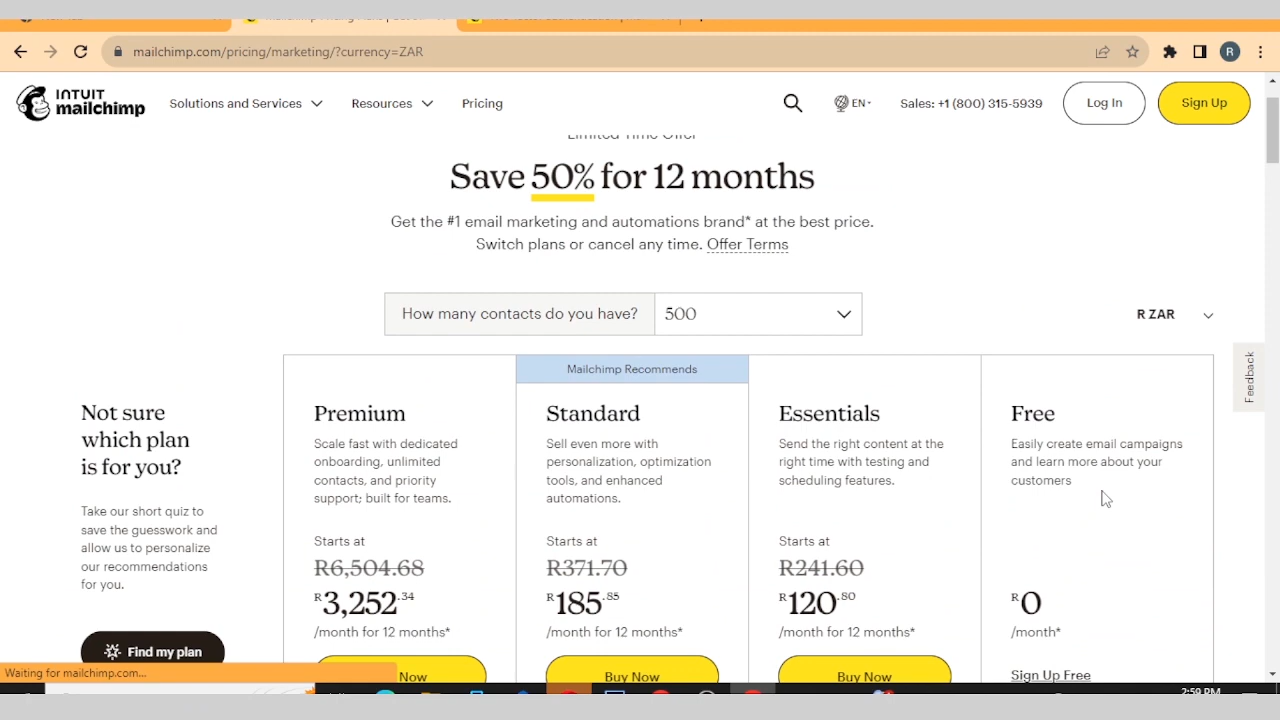 mailchimp.com/pricing/marketing/?currency=ZAR
R
INTUIT
mailchimp
Solutions and Services
Resources
Pricing
EN
Sales: +1 (800) 315-5939
Log In
Sign Up
Limited Time Offer
Save 50% for 12 months
Get the #1 email marketing and automations brand* at the best price.
Switch plans or cancel any time. Offer Terms
How many contacts do you have?
500
R ZAR
Feedback
Not sure
which plan
is for you?
Take our short quiz to
save the guesswork and
allow us to personalize
our recommendations
for you.
Find my plan
Premium
Scale fast with dedicated
onboarding, unlimited
contacts, and priority
support; built for teams.
Starts at
R6,504.68
R3,252.34
/month for 12 months*
Now
Mailchimp Recommends
Standard
Sell even more with
personalization, optimization
tools, and enhanced
automations.
Starts at
R371.70
R185.85
/month for 12 months*
Buy Now
Essentials
Send the right content at the
right time with testing and
scheduling features.
Starts at
R241.60
R120.80
/month for 12 months*
Buy Now
Free
Easily create email campaigns
and learn more about your
customers
R0
/month*
Sign Up Free
Waiting for mailchimp.com...
2:59 PM